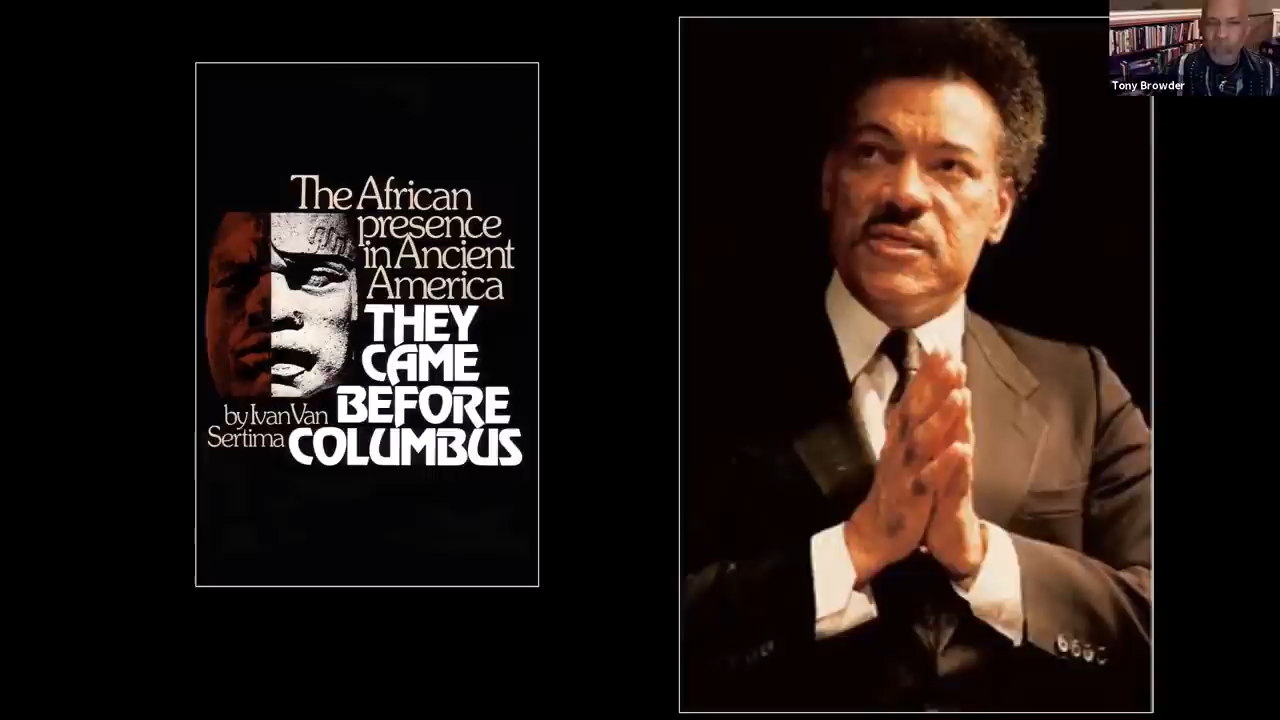 The African
presence
in Ancient
America
THEY
CAME
BEFORE
COLUMBUS
by Ivan Van
Sertima
Tony Browder